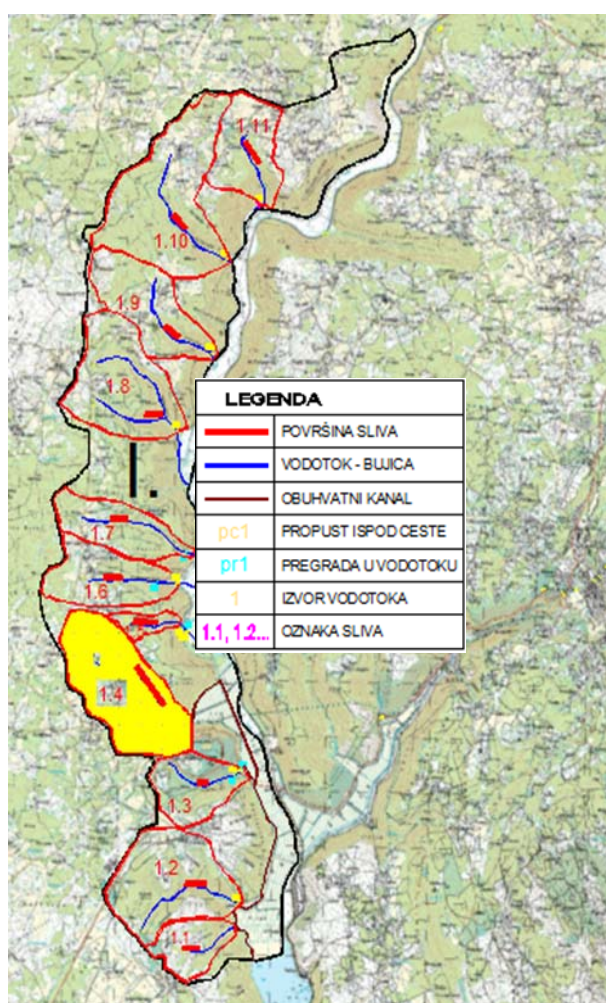 1.11
1.10
1.9
1.8
I.
1.7
1.6
1.4
1.3
1.2
1.1
LEGENDA
POVRŠINA SLIVA
VODOTOK - BUJICA
OBUHVATNI KANAL
pc1 PROPUST ISPOD CESTE
pr1 PREGRADA U VODOTOKU
1 IZVOR VODOTOKA
1.1, 1.2... OZNAKA SLIVA